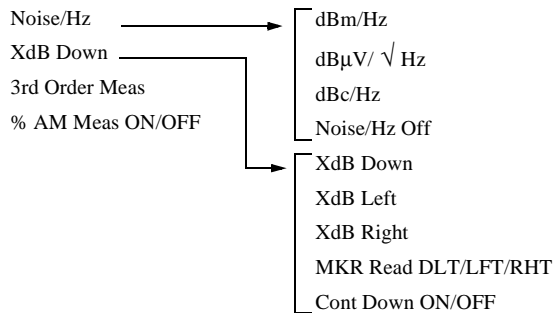 Noise/Hz
XdB Down
3rd Order Meas
% AM Meas ON/OFF
dBm/Hz
dBµV/ √ Hz
dBc/Hz
Noise/Hz Off
XdB Down
XdB Left
XdB Right
MKR Read DLT/LFT/RHT
Cont Down ON/OFF